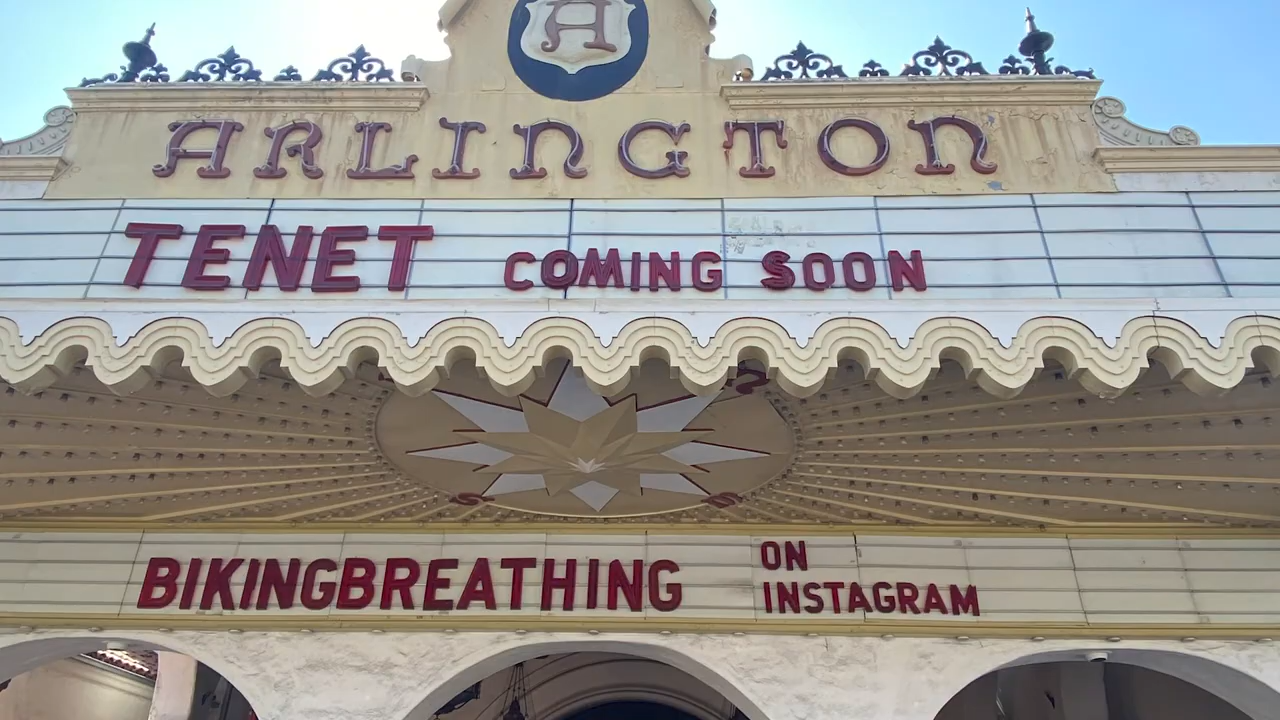 A
ARLINGTON
TENET COMING SOON
BIKINGBREATHING ON
INSTAGRAM